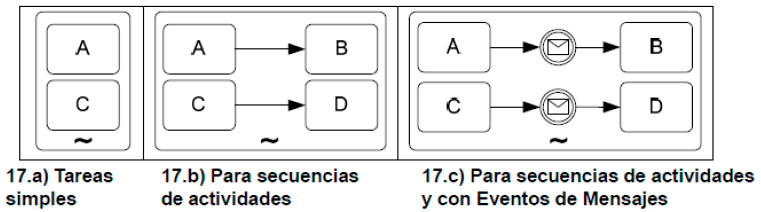 A
A
B
A
B
C
C
D
C
D
~
~
~
17.a) Tareas
simples
17.b) Para secuencias
de actividades
17.c) Para secuencias de actividades
y con Eventos de Mensajes